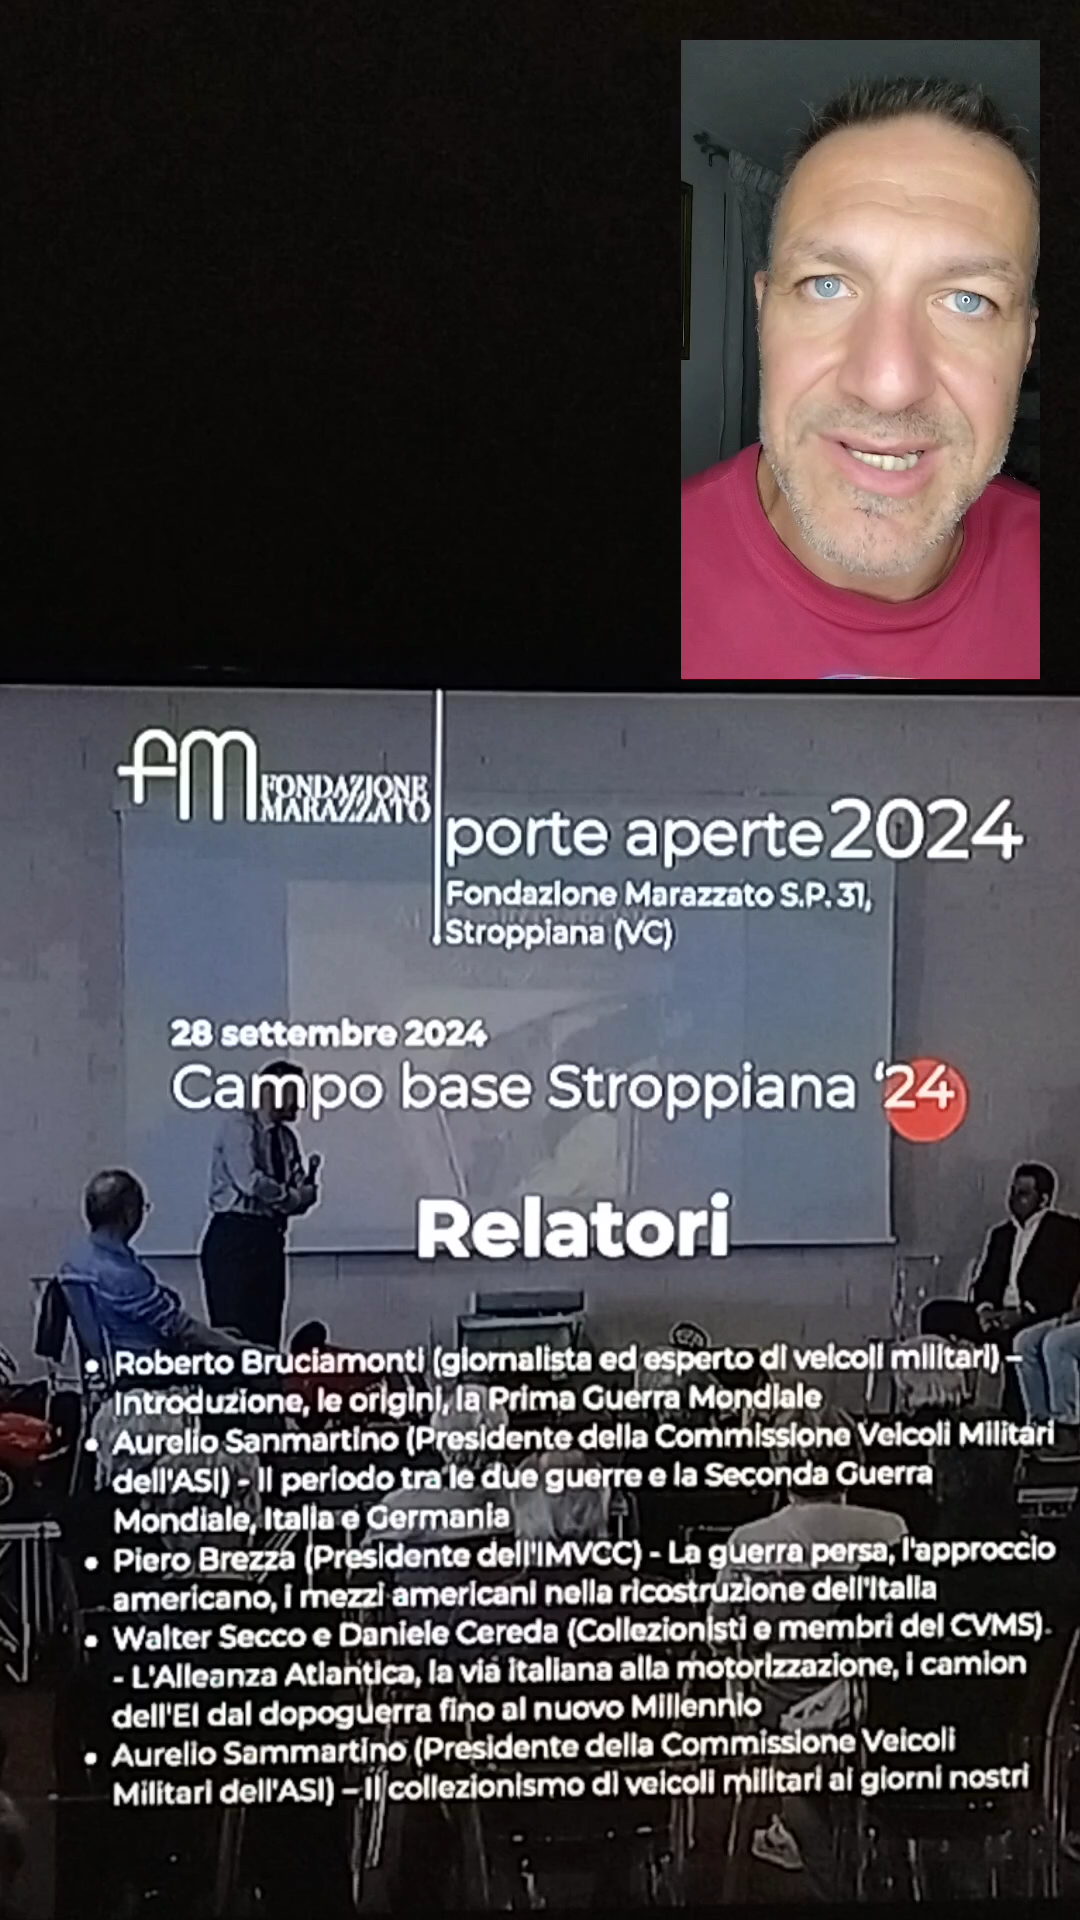 fm FONDAZIONE
MARAZZATO
porte aperte 2024
Fondazione Marazzato S.P. 31,
Stroppiana (VC)
28 settembre 2024
Campo base Stroppiana ‘24
Relatori
• Roberto Bruciamonti (giornalista ed esperto di veicoli militari) –
Introduzione, le origini, la Prima Guerra Mondiale
• Aurelio Sanmartino (Presidente della Commissione Veicoli Militari
dell'ASI) - Il periodo tra le due guerre e la Seconda Guerra
Mondiale, Italia e Germania
• Piero Brezza (Presidente dell'IMVCC) - La guerra persa, l'approccio
americano, i mezzi americani nella ricostruzione dell'Italia
• Walter Secco e Daniele Cereda (Collezionisti e membri del CVMS)
- L'Alleanza Atlantica, la via italiana alla motorizzazione, i camion
dell'EI dal dopoguerra fino al nuovo Millennio
• Aurelio Sammartino (Presidente della Commissione Veicoli
Militari dell'ASI) – Il collezionismo di veicoli militari ai giorni nostri